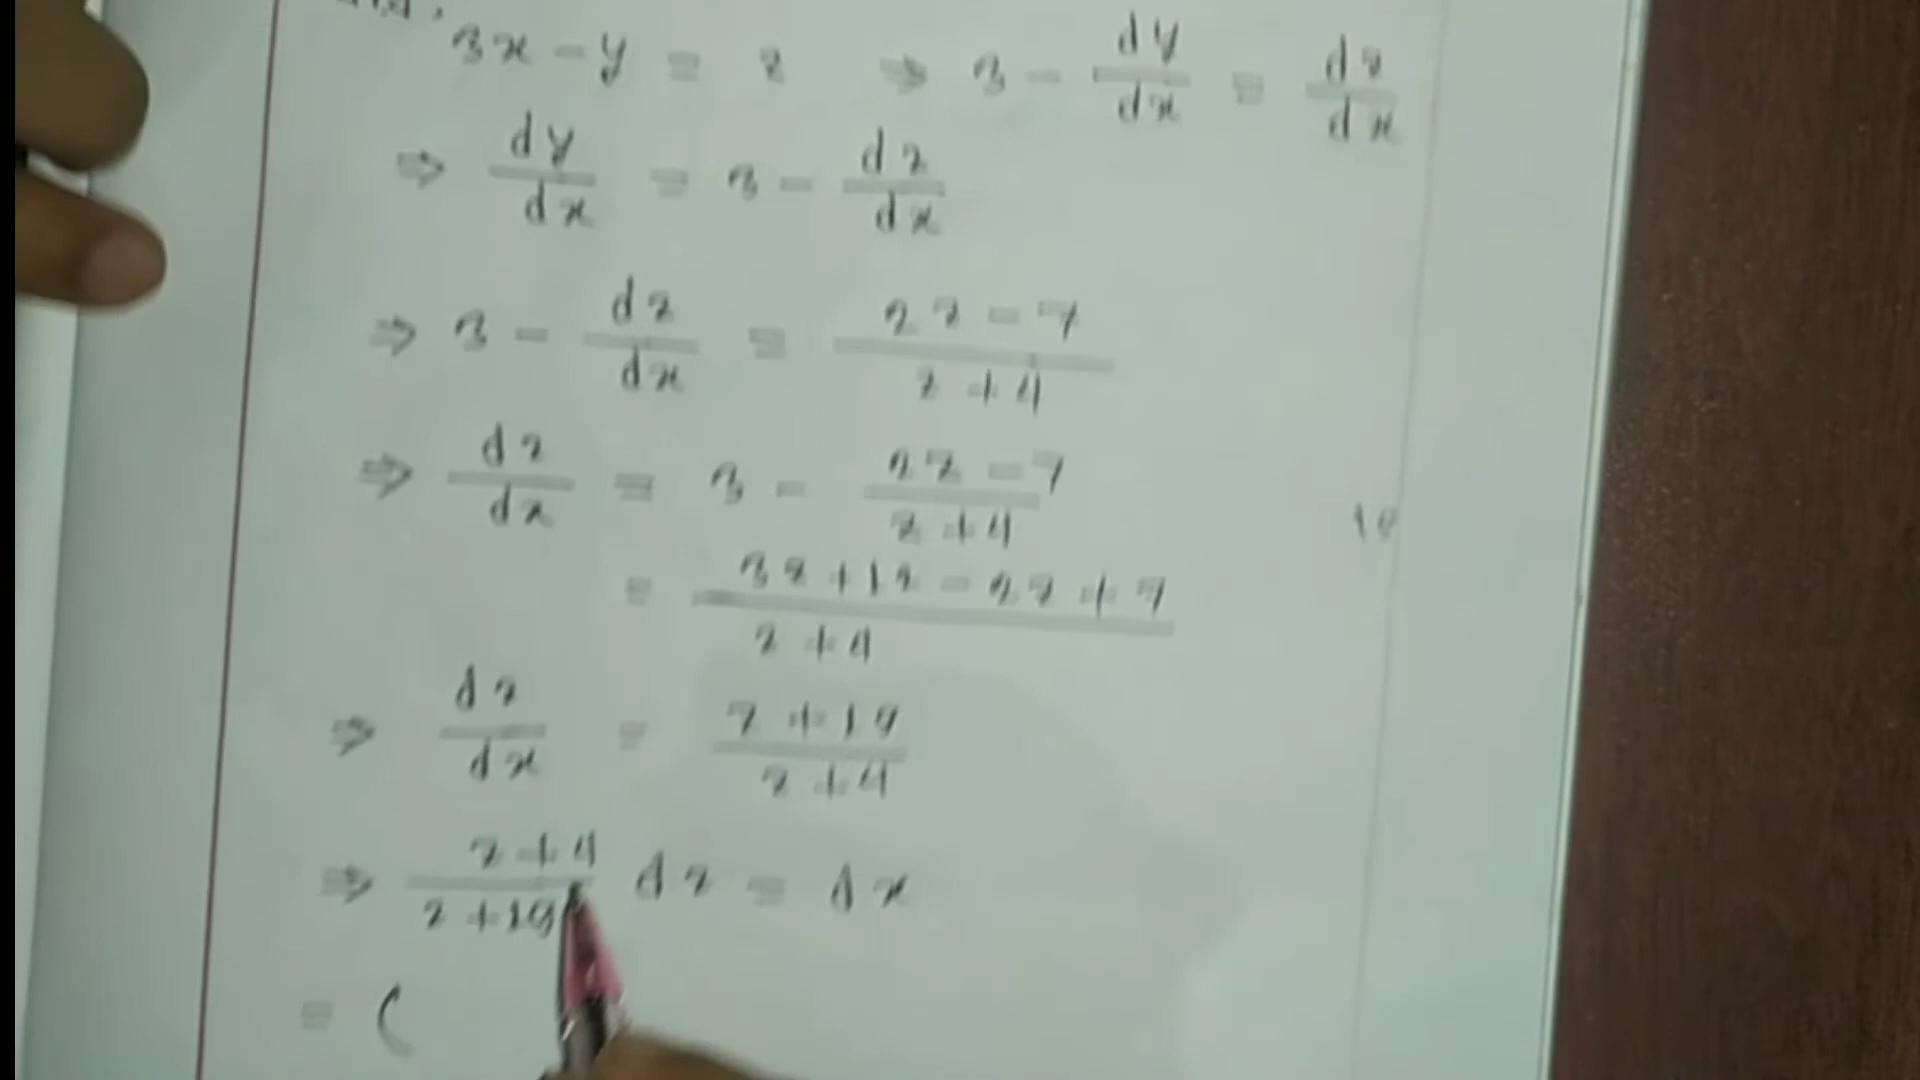 3x - y = z ⇒ 3 - dy/dx = dz/dx
⇒ dy/dx = 3 - dz/dx
⇒ 3 - dz/dx = 2z - 7 / z + 4
⇒ dz/dx = 3 - 2z - 7 / z + 4
= 3z + 12 - 2z + 7 / z + 4
⇒ dz/dx = z + 19 / z + 4
⇒ z + 4 / z + 19 dz = dx
= (